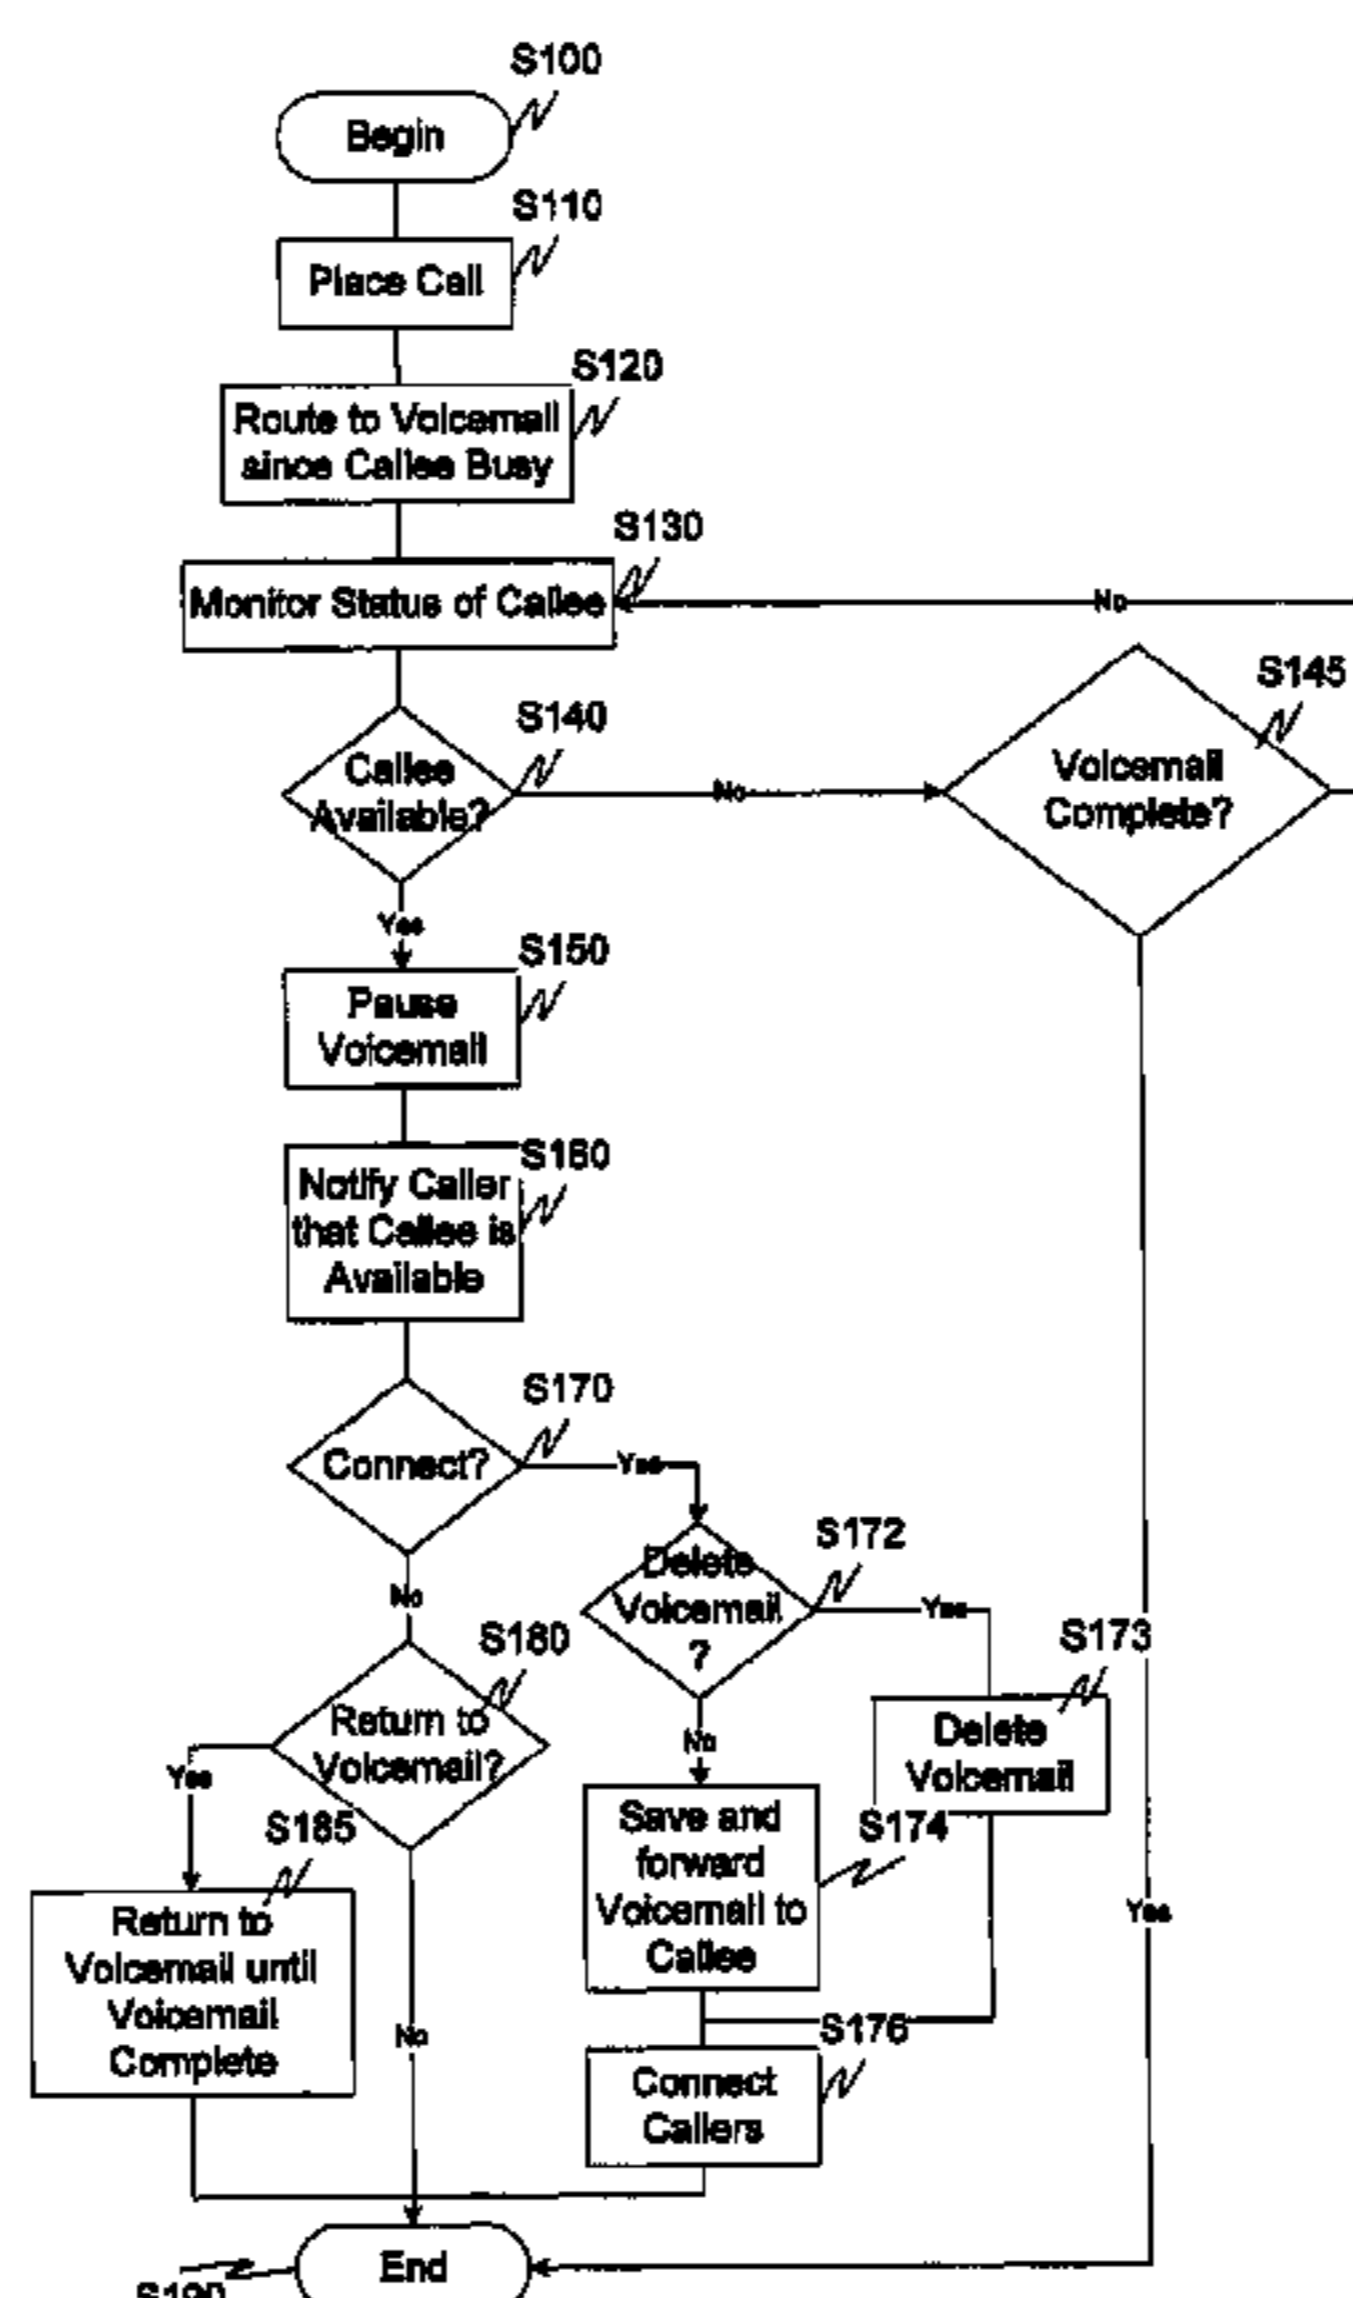 S100
Begin
S110
Place Call
S120
Route to Voicemail
since Callee Busy
S130
Monitor Status of Callee
No
S140
Callee
Available?
No
S145
Voicemail
Complete?
Yes
S150
Pause
Voicemail
S160
Notify Caller
that Callee is
Available
S170
Connect?
Yes
S172
Delete
Voicemail
?
Yes
No
S173
Delete
Voicemail
S180
Return to
Voicemail?
Yes
No
S174
Save and
forward
Voicemail to
Callee
S185
Return to
Voicemail until
Voicemail
Complete
Yes
No
S176
Connect
Callers
End
S190